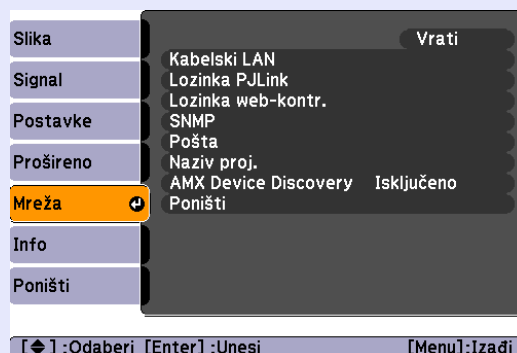 Slika
Signal
Postavke
Prošireno
Mreža
Info
Poništi
Vrati
Kabelski LAN
Lozinka PJLink
Lozinka web-kontr.
SNMP
Pošta
Naziv proj.
AMX Device Discovery Isključeno
Poništi
[ ]:Odaberi [Enter]:Unesi [Menu]:Izađi